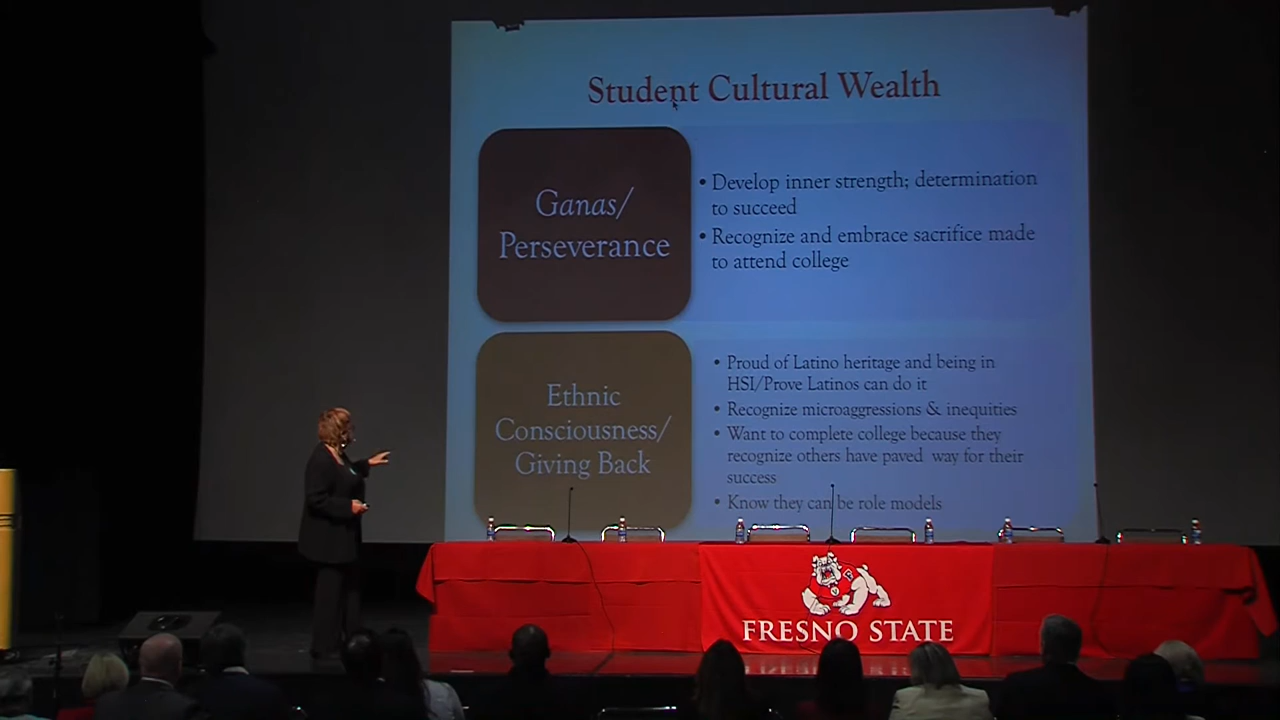 Student Cultural Wealth
Ganas/
Perseverance
• Develop inner strength; determination
to succeed
• Recognize and embrace sacrifice made
to attend college
Ethnic
Consciousness/
Giving Back
• Proud of Latino heritage and being in
HSI/Prove Latinos can do it
• Recognize microaggressions & inequities
• Want to complete college because they
recognize others have paved way for their
success
• Know they can be role models
FRESNO STATE